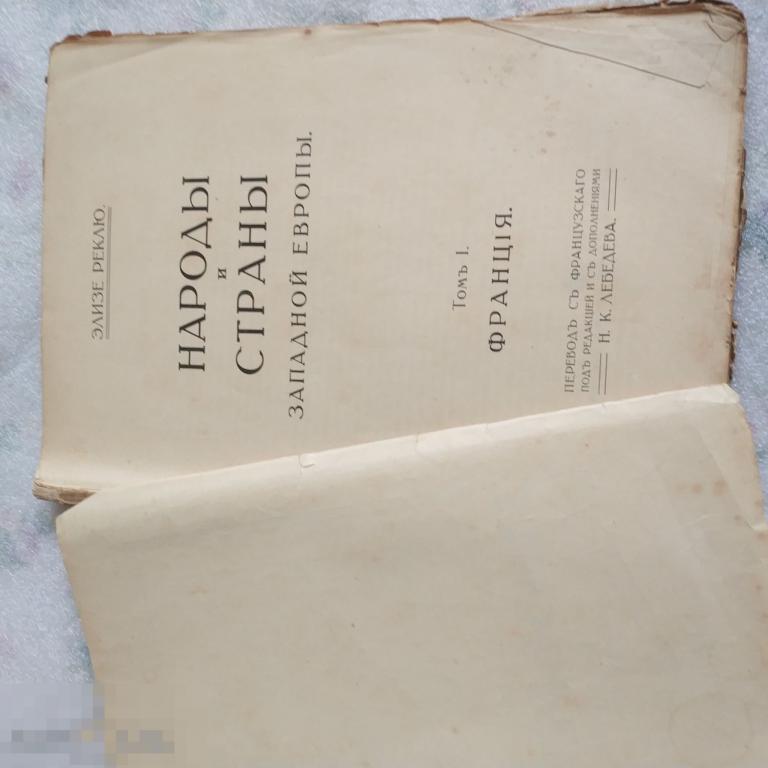 ЭЛИЗЕ РЕКЛЮ.
НАРОДЫ
И
СТРАНЫ
ЗАПАДНОЙ ЕВРОПЫ.
Томъ I.
ФРАНЦІЯ.
ПЕРЕВОДЪ СЪ ФРАНЦУЗСКАГО
ПОДЪ РЕДАКЦІЕЙ И СЪ ДОПОЛНЕНІЯМИ
Н. К. ЛЕБЕДЕВА.